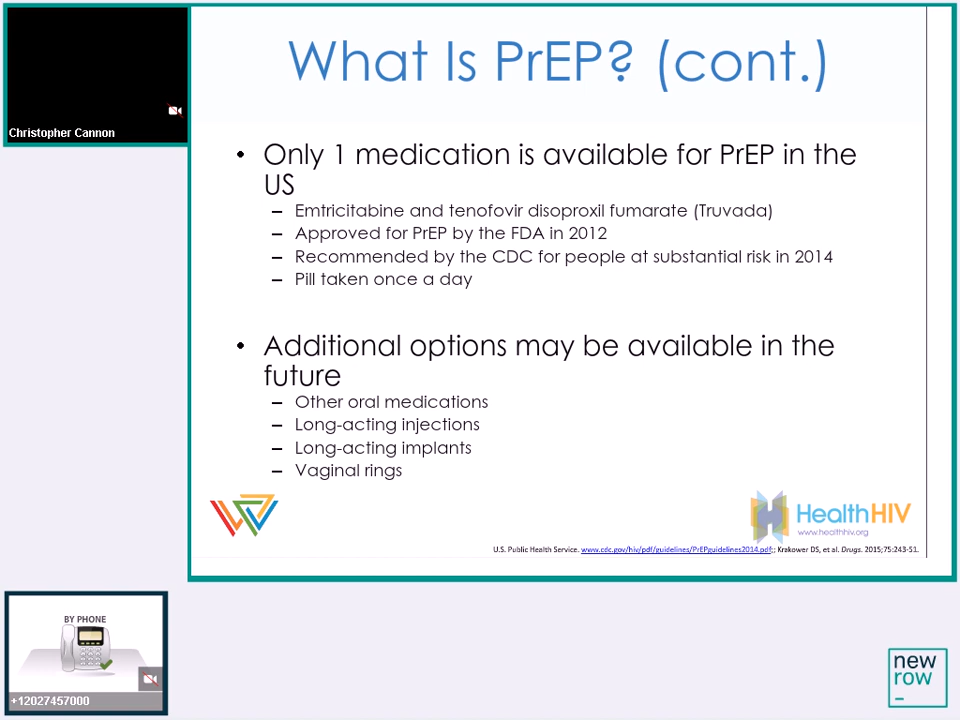 What Is PrEP? (cont.)
Christopher Cannon
• Only 1 medication is available for PrEP in the
US
– Emtricitabine and tenofovir disoproxil fumarate (Truvada)
– Approved for PrEP by the FDA in 2012
– Recommended by the CDC for people at substantial risk in 2014
– Pill taken once a day
• Additional options may be available in the
future
– Other oral medications
– Long-acting injections
– Long-acting implants
– Vaginal rings
HealthHIV
www.healthhiv.org
U.S. Public Health Service. www.cdc.gov/hiv/pdf/guidelines/PrEPguidelines2014.pdf;; Krakower DS, et al. Drugs. 2015;75:243-51.
BY PHONE
+12027457000
new
row